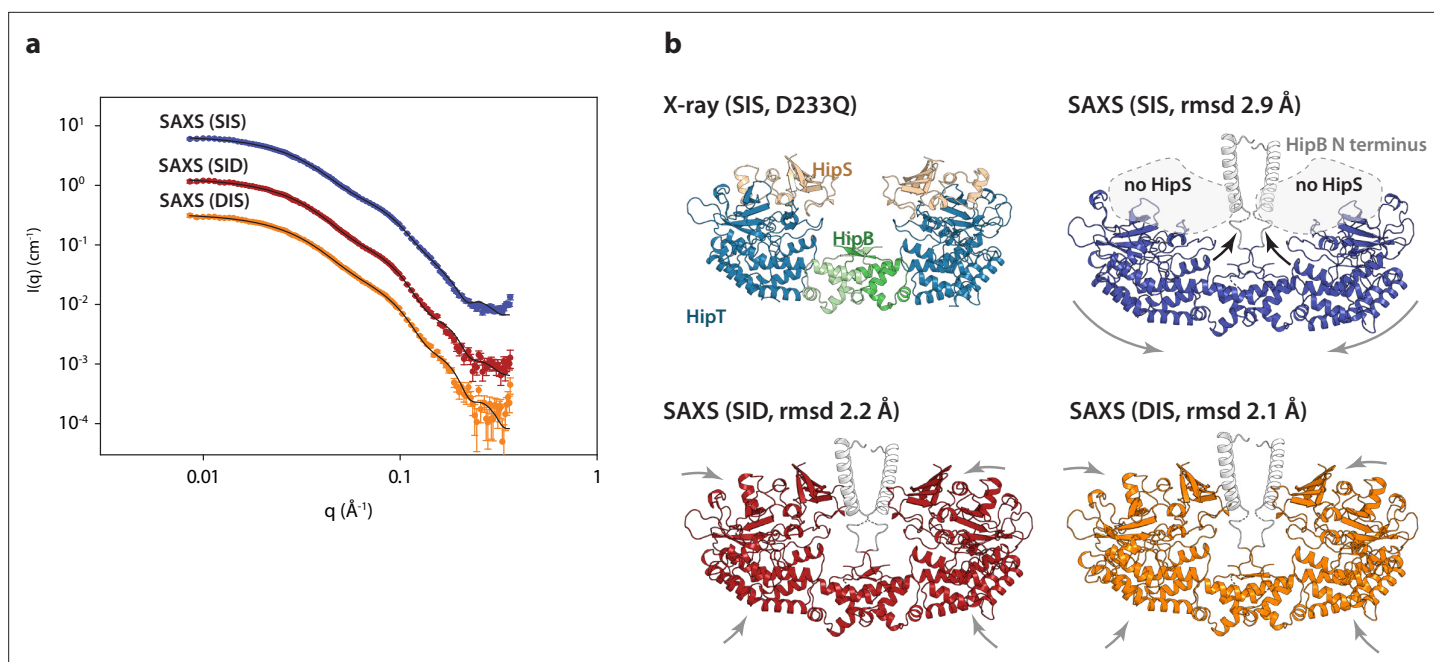 a
SAXS (SIS)
SAXS (SID)
SAXS (DIS)
10¹
10⁰
10⁻¹
10⁻²
10⁻³
10⁻⁴
I(q) (cm⁻¹)
0.01
0.1
1
q (Å⁻¹)
b
X-ray (SIS, D233Q)
HipS
HipB
HipT
SAXS (SIS, rmsd 2.9 Å)
HipB N terminus
no HipS
no HipS
SAXS (SID, rmsd 2.2 Å)
SAXS (DIS, rmsd 2.1 Å)